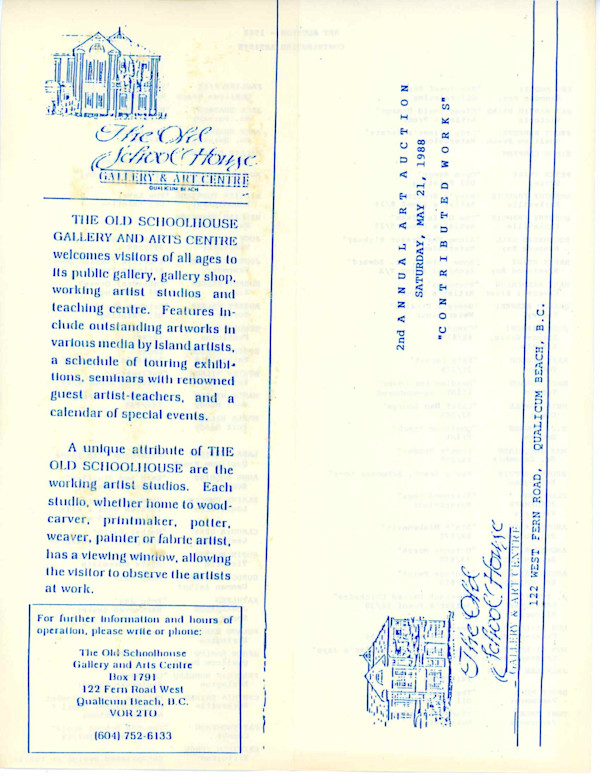 The Old
School House
GALLERY & ART CENTRE
QUALICUM BEACH
THE OLD SCHOOLHOUSE
GALLERY AND ARTS CENTRE
welcomes visitors of all ages to
its public gallery, gallery shop,
working artist studios and
teaching centre. Features in-
clude outstanding artworks in
various media by Island artists,
a schedule of touring exhibi-
tions, seminars with renowned
guest artist-teachers, and a
calendar of special events.
A unique attribute of THE
OLD SCHOOLHOUSE are the
working artist studios. Each
studio, whether home to wood-
carver, printmaker, potter,
weaver, painter or fabric artist,
has a viewing window, allowing
the visitor to observe the artists
at work.
For further information and hours of
operation, please write or phone:
The Old Schoolhouse
Gallery and Arts Centre
Box 1791
122 Fern Road West
Qualicum Beach, B.C.
VOR 2TO
(604) 752-6133
2nd ANNUAL ART AUCTION
SATURDAY, MAY 21, 1988
"CONTRIBUTED WORKS"
The Old
School House
GALLERY & ART CENTRE
122 WEST FERN ROAD, QUALICUM BEACH, B.C.